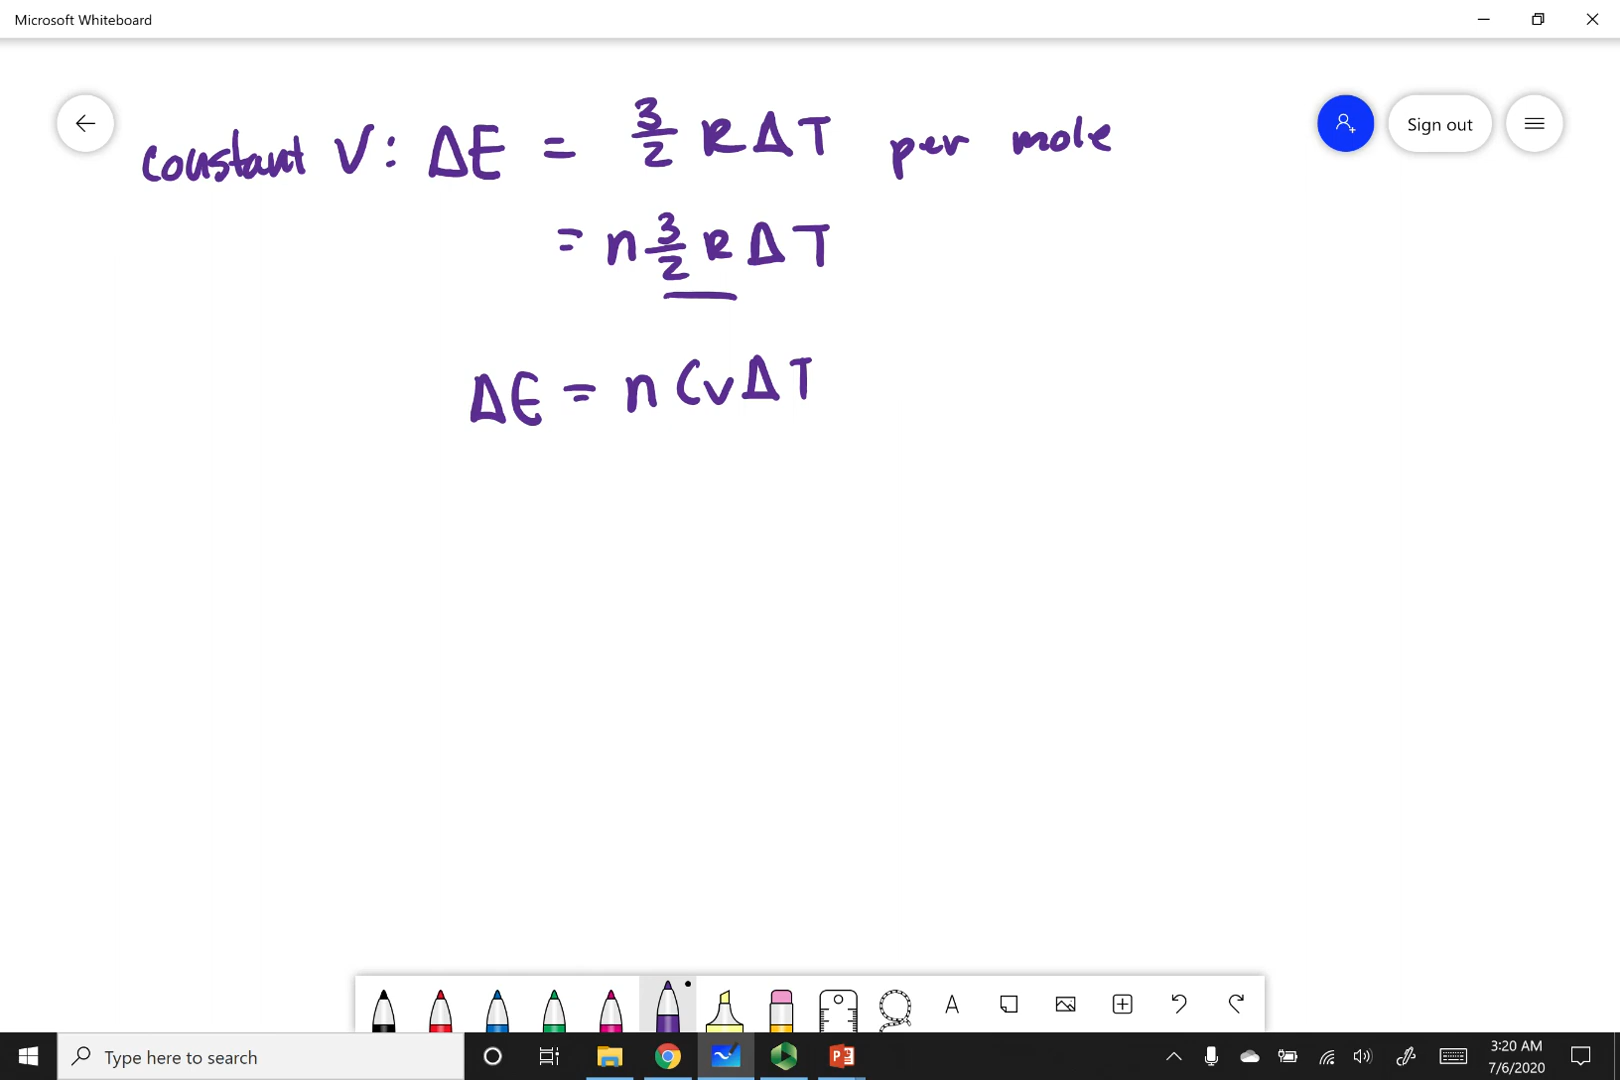 Microsoft Whiteboard
Sign out
constant V: ΔE = 3/2 RΔT per mole
= n 3/2 R ΔT
ΔE = n CvΔT
A
Type here to search
3:20 AM
7/6/2020